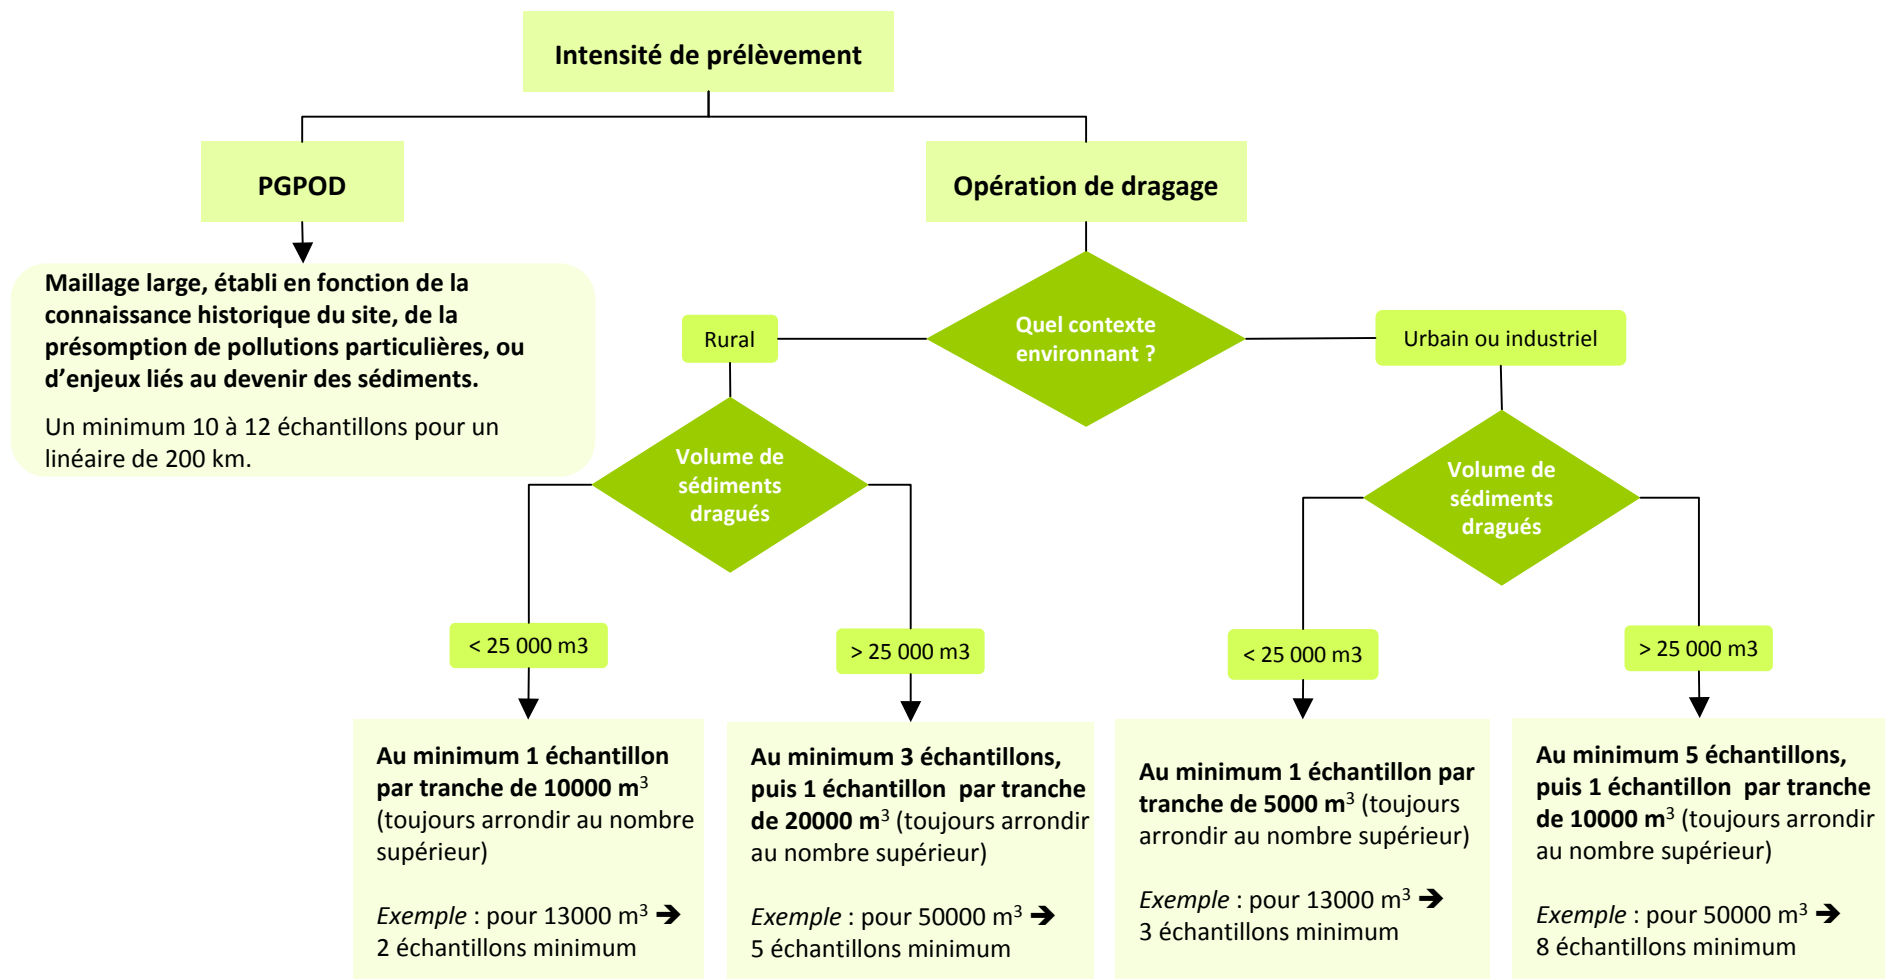 Intensité de prélèvement
PGPOD
Opération de dragage
Maillage large, établi en fonction de la
connaissance historique du site, de la
présomption de pollutions particulières, ou
d’enjeux liés au devenir des sédiments.
Un minimum 10 à 12 échantillons pour un
linéaire de 200 km.
Quel contexte
environnant ?
Rural
Urbain ou industriel
Volume de
sédiments
dragués
Volume de
sédiments
dragués
< 25 000 m3
> 25 000 m3
< 25 000 m3
> 25 000 m3
Au minimum 1 échantillon
par tranche de 10000 m³
(toujours arrondir au nombre
supérieur)
Exemple : pour 13000 m³ ➔
2 échantillons minimum
Au minimum 3 échantillons,
puis 1 échantillon par tranche
de 20000 m³ (toujours arrondir
au nombre supérieur)
Exemple : pour 50000 m³ ➔
5 échantillons minimum
Au minimum 1 échantillon par
tranche de 5000 m³ (toujours
arrondir au nombre supérieur)
Exemple : pour 13000 m³ ➔
3 échantillons minimum
Au minimum 5 échantillons,
puis 1 échantillon par tranche
de 10000 m³ (toujours arrondir
au nombre supérieur)
Exemple : pour 50000 m³ ➔
8 échantillons minimum